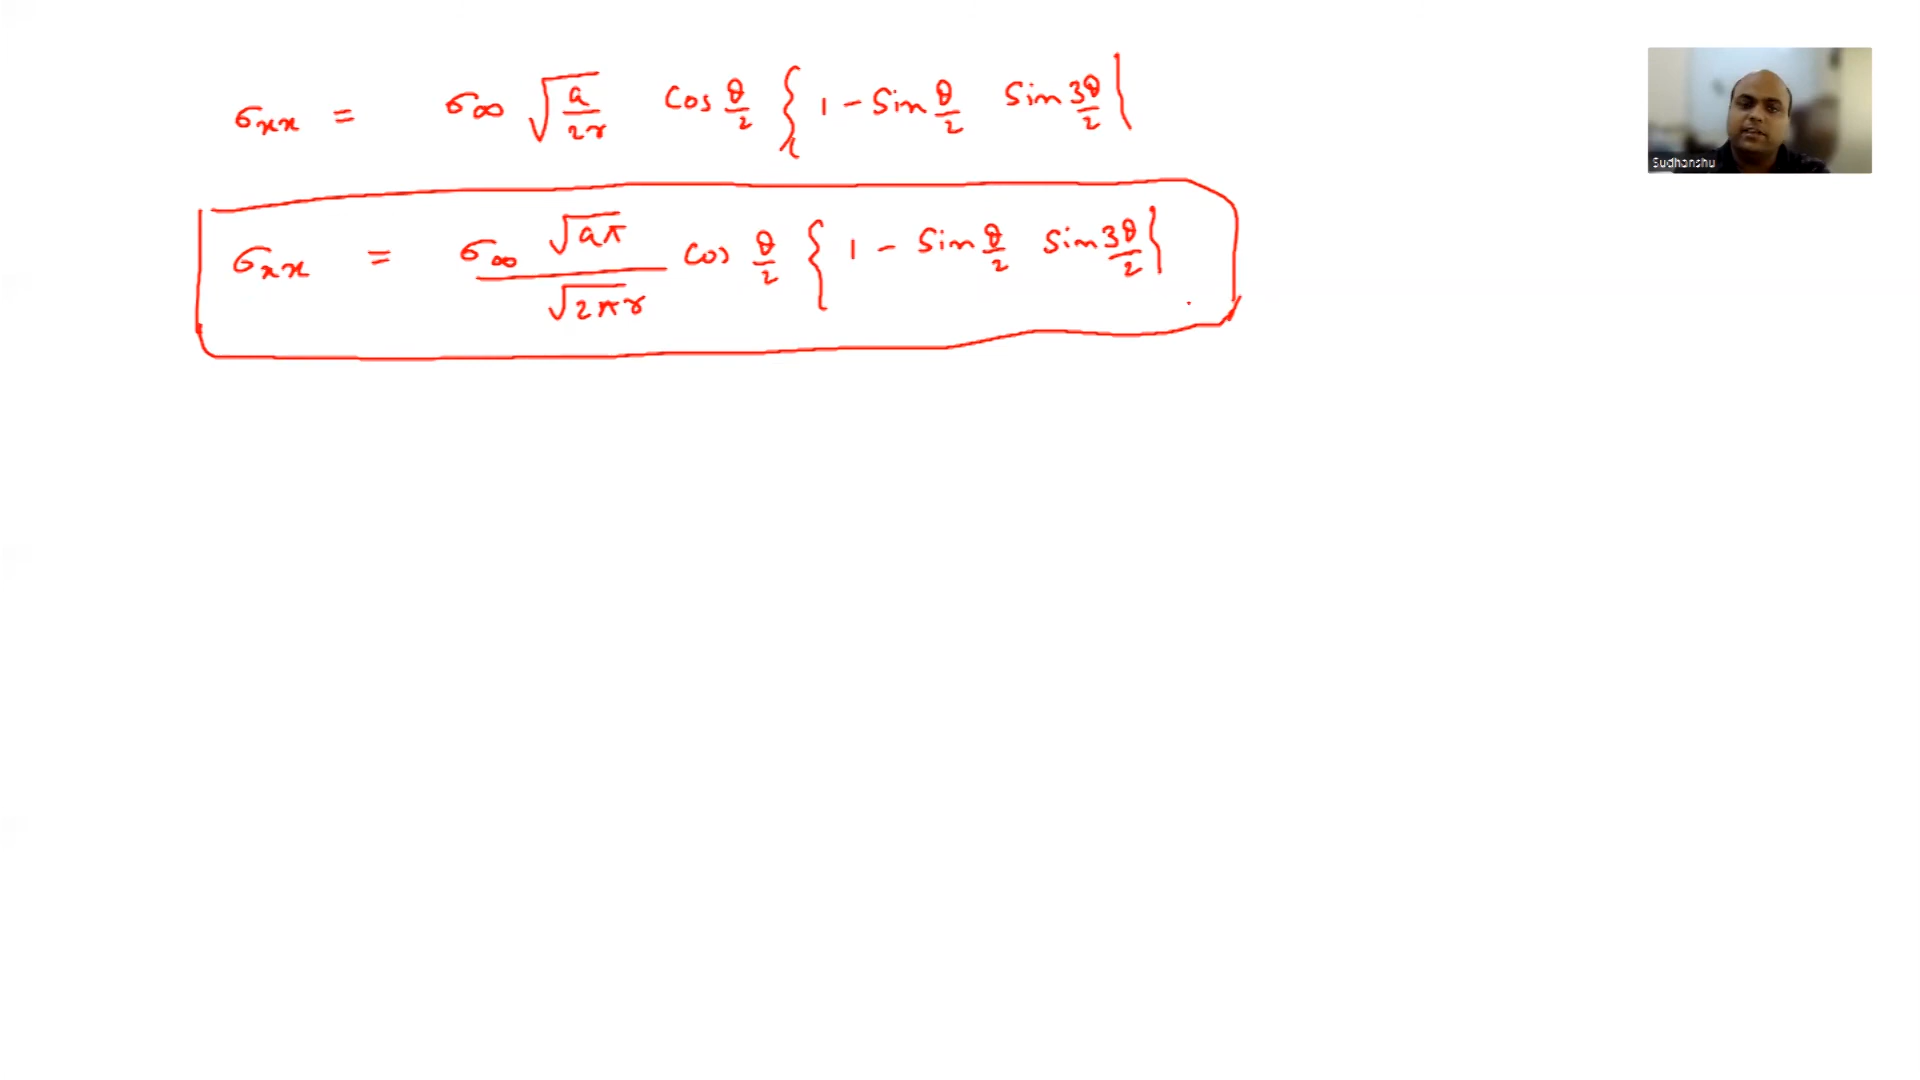 σxx = σ∞ √(a/2r) cos θ/2 { 1 - sin θ/2 sin 3θ/2 }
σxx = σ∞ √aπ / √2πr cos θ/2 { 1 - sin θ/2 sin 3θ/2 }
Sudhanshu